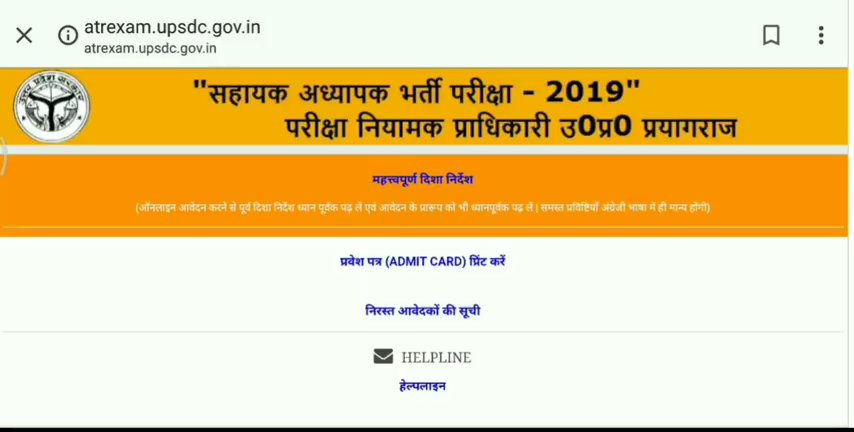 atrexam.upsdc.gov.in
atrexam.upsdc.gov.in
"सहायक अध्यापक भर्ती परीक्षा - 2019"
परीक्षा नियामक प्राधिकारी उ0प्र0 प्रयागराज
महत्त्वपूर्ण दिशा निर्देश
(ऑनलाइन आवेदन करने से पूर्व दिशा निर्देश ध्यान पूर्वक पढ़ लें एवं आवेदन के प्रारूप को भी ध्यानपूर्वक पढ़ लें | समस्त प्रविष्टियाँ अंग्रेजी भाषा में ही मान्य होंगी)
प्रवेश पत्र (ADMIT CARD) प्रिंट करें
निरस्त आवेदकों की सूची
HELPLINE
हेल्पलाइन